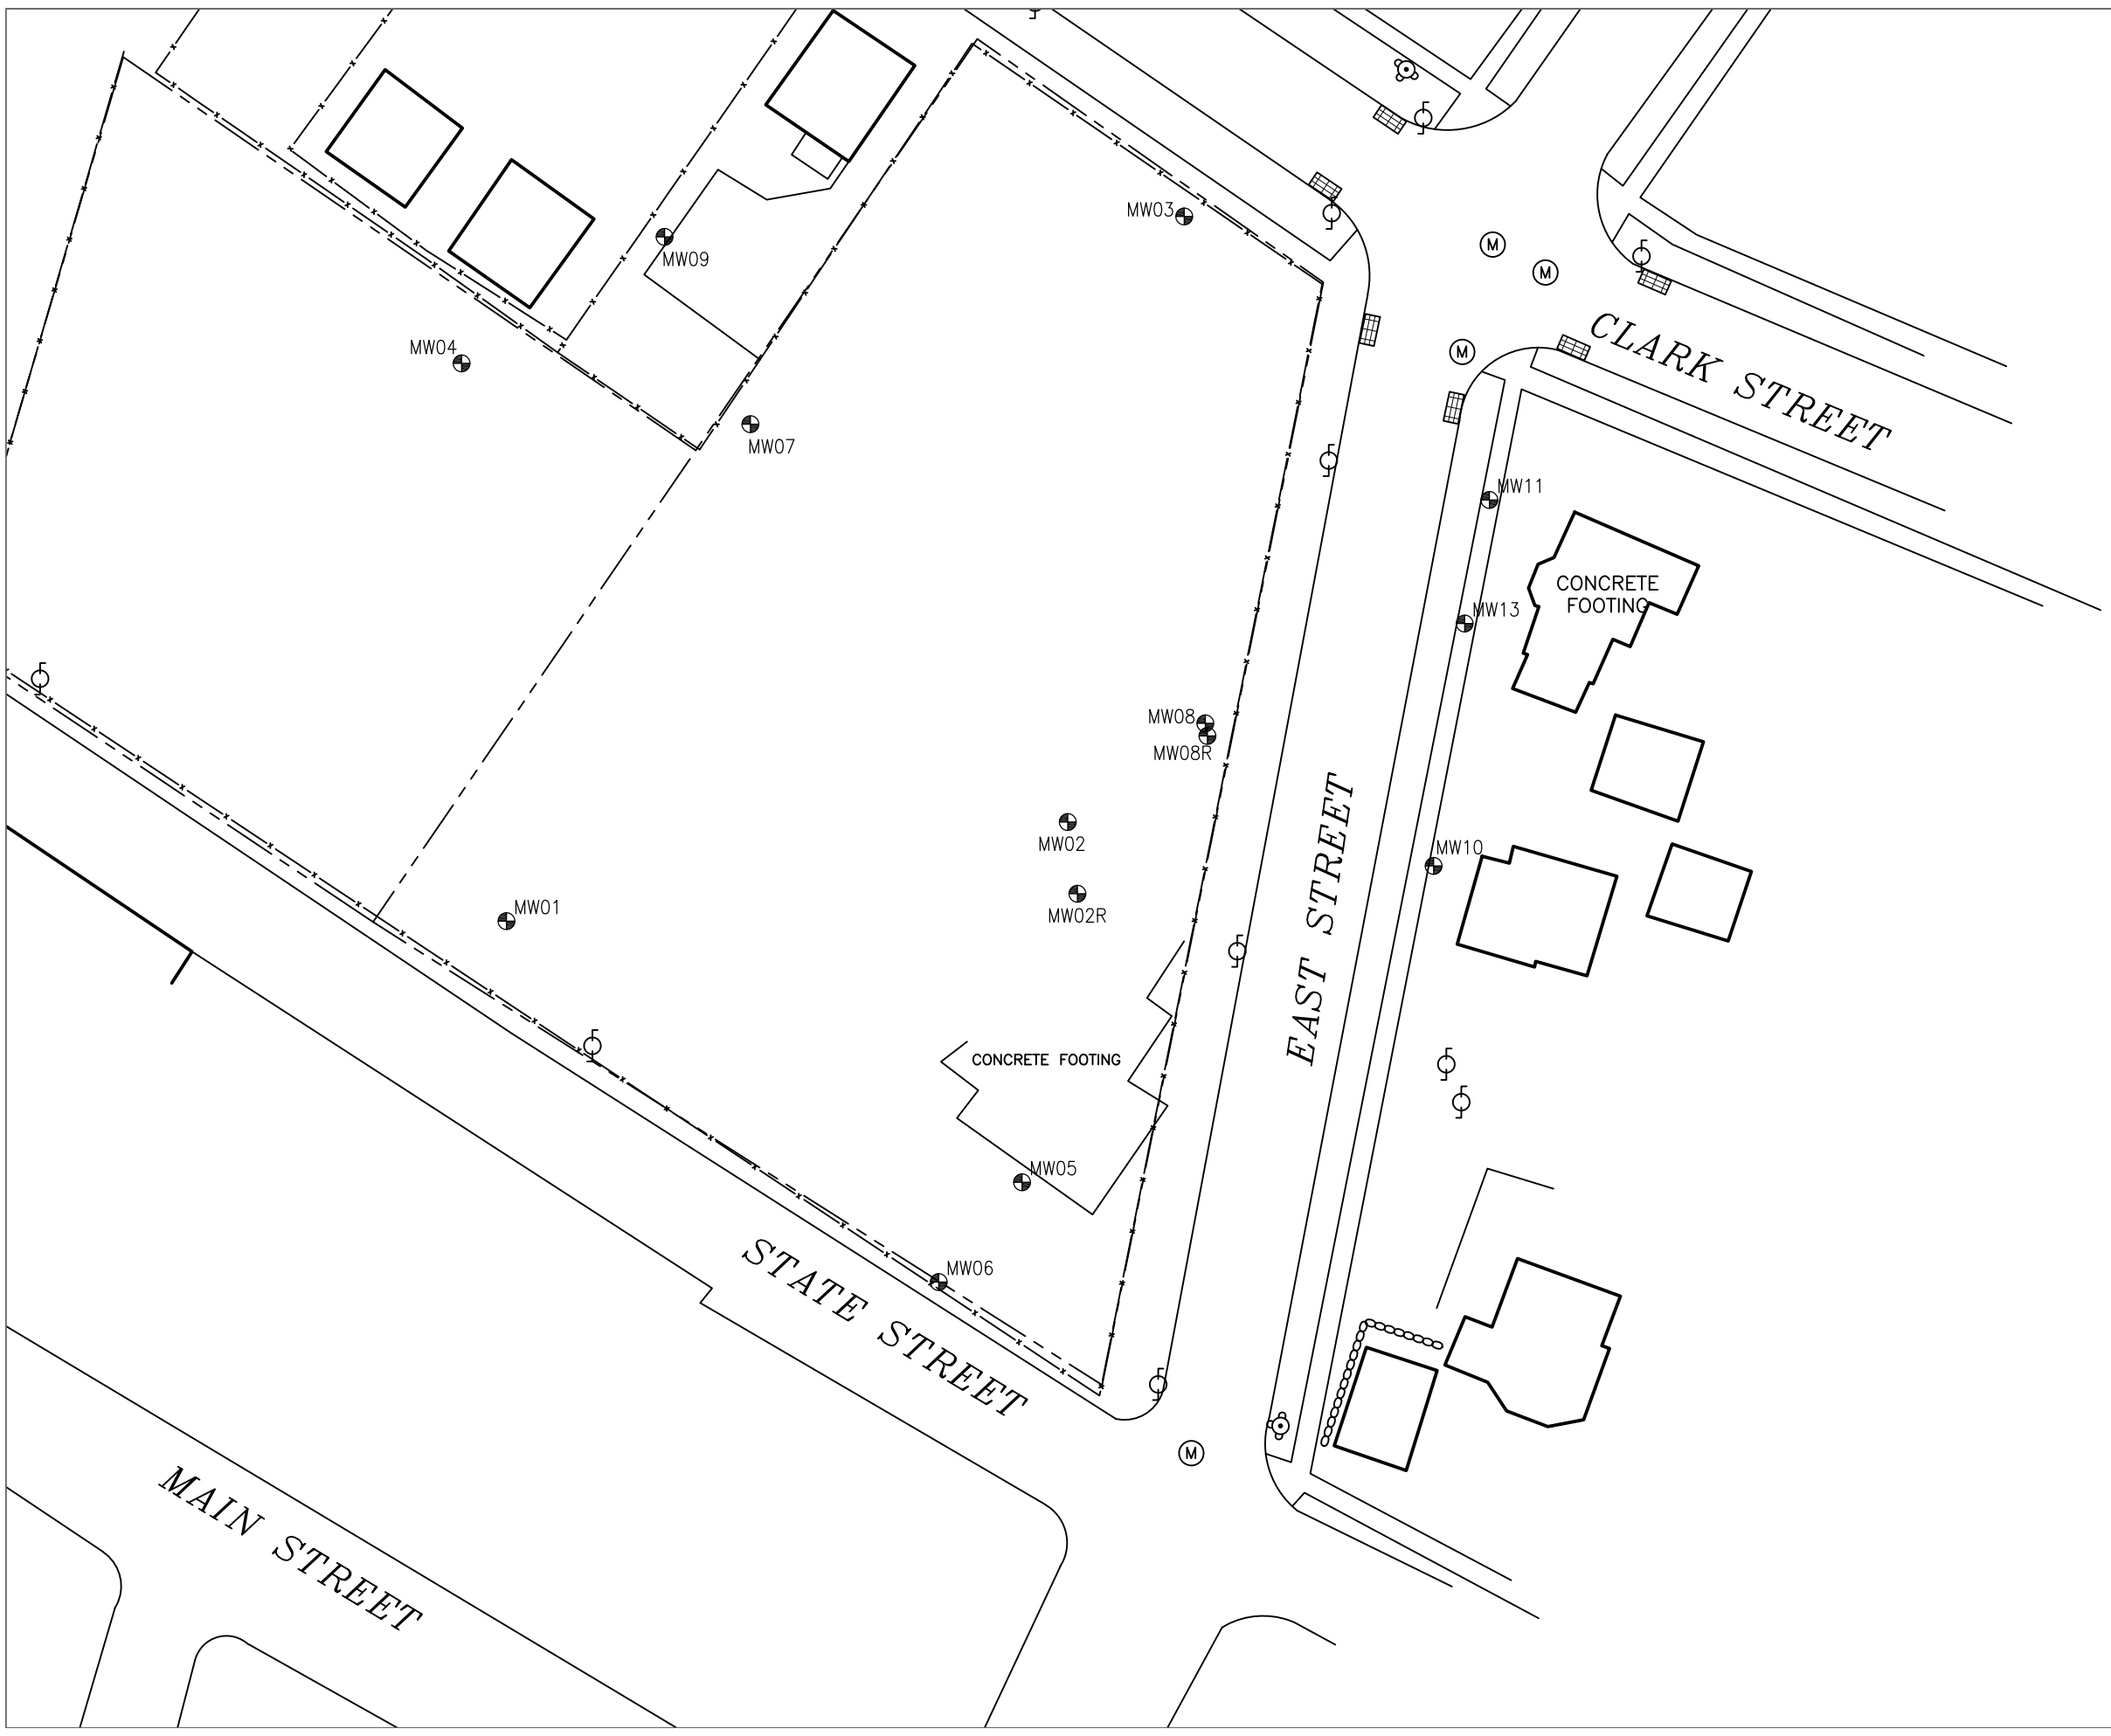 MW03
MW09
M
M
CLARK STREET
MW04
M
MW07
MW11
CONCRETE
FOOTING
MW13
MW08
MW08R
EAST STREET
MW02
MW10
MW02R
MW01
CONCRETE FOOTING
MW05
MW06
STATE STREET
M
MAIN STREET